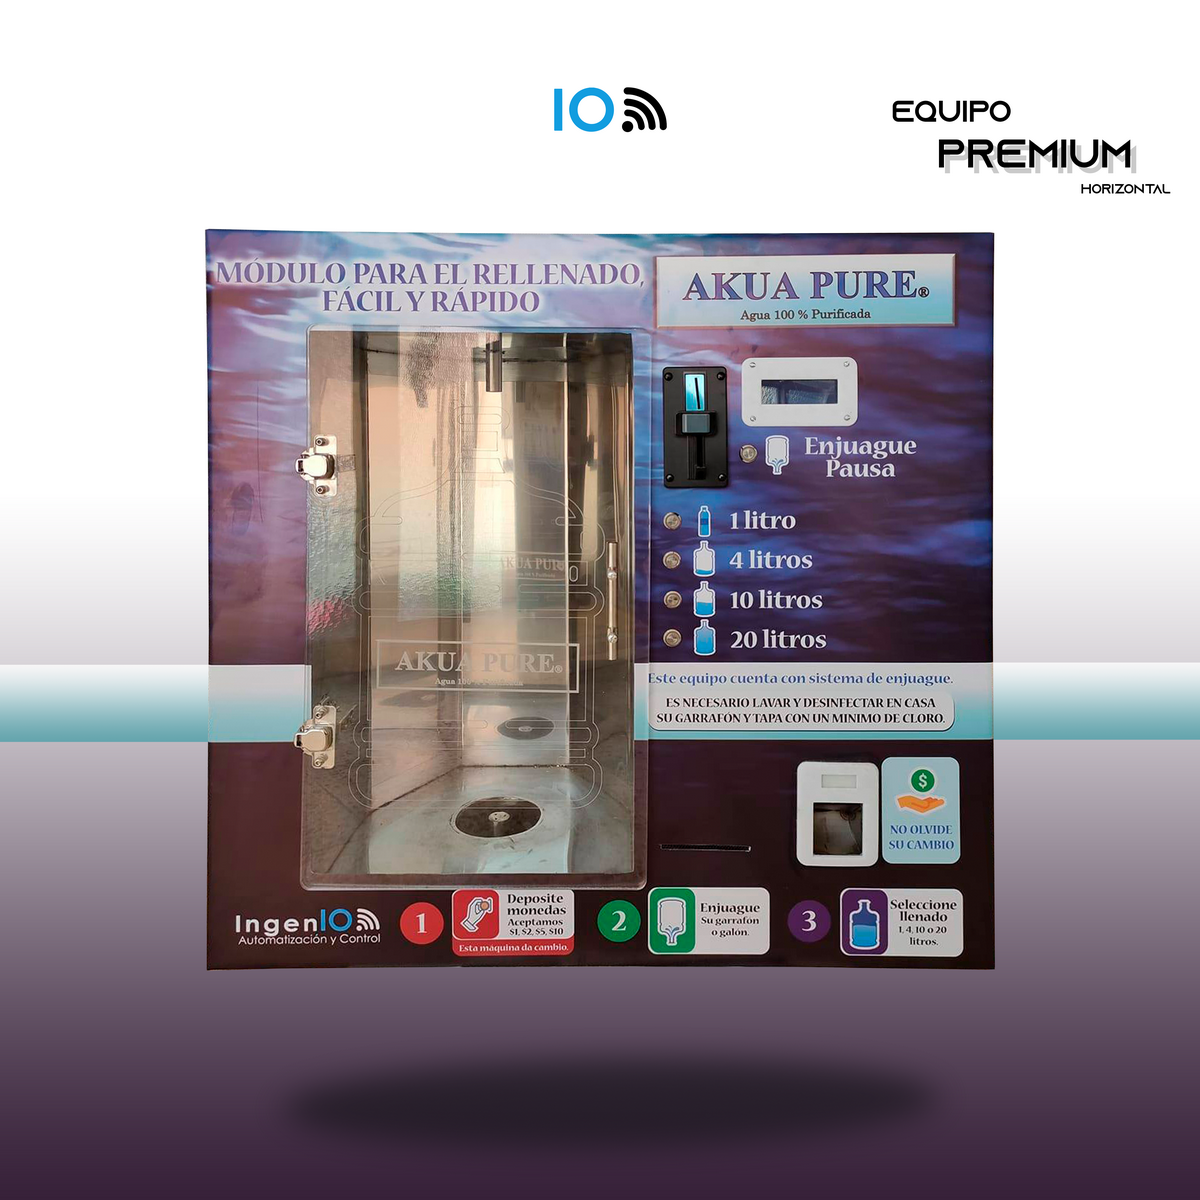 IO
EQUIPO
PREMIUM
HORIZONTAL
MÓDULO PARA EL RELLENADO,
FÁCIL Y RÁPIDO
AKUA PURE®
Agua 100 % Purificada
Enjuague
Pausa
1 litro
4 litros
10 litros
20 litros
AKUA PURE®
Agua 100 % Purificada
Este equipo cuenta con sistema de enjuague.
ES NECESARIO LAVAR Y DESINFECTAR EN CASA
SU GARRAFON Y TAPA CON UN MINIMO DE CLORO.
$
NO OLVIDE
SU CAMBIO
IngenIO
Automatización y Control
1
Deposite
monedas
Aceptamos
$1, $2, $5, $10
Esta máquina da cambio.
2
Enjuague
Su garrafón
o galón.
3
Seleccione
llenado
1, 4, 10 o 20
litros.